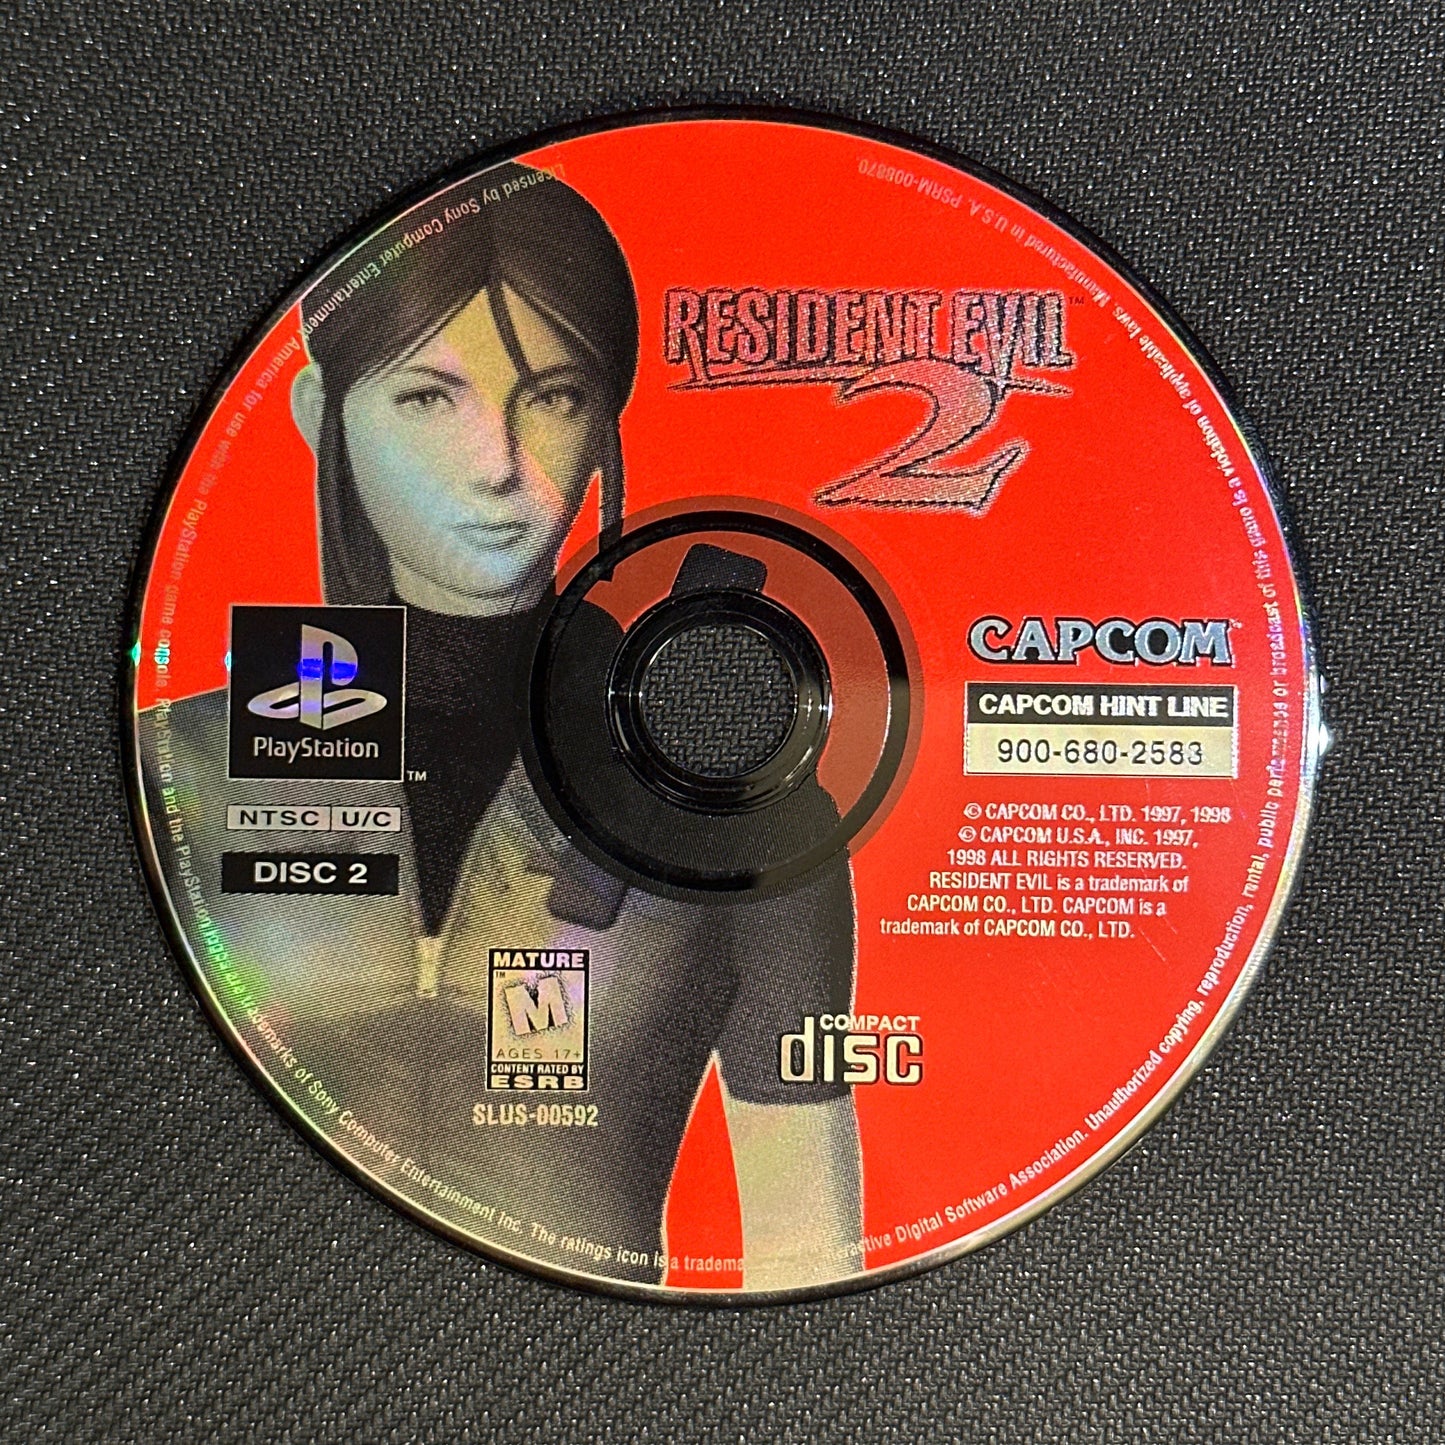 RESIDENT EVIL™
2
PlayStation
™
NTSC U/C
DISC 2
CAPCOM™
CAPCOM HINT LINE
900-680-2583
© CAPCOM CO., LTD. 1997, 1998
© CAPCOM U.S.A., INC. 1997,
1998 ALL RIGHTS RESERVED.
RESIDENT EVIL is a trademark of
CAPCOM CO., LTD. CAPCOM is a
trademark of CAPCOM CO., LTD.
MATURE
™
M
AGES 17+
CONTENT RATED BY
ESRB
SLUS-00592
COMPACT
disc
Licensed by Sony Computer Entertainment America for use with the PlayStation game console. PlayStation and the PlayStation logos are trademarks of Sony Computer Entertainment Inc. The ratings icon is a trademark Interactive Digital Software Association. Unauthorized copying, reproduction, rental, public performance or broadcast of this game is a violation of applicable laws. Manufactured in U.S.A. PSRM-008870